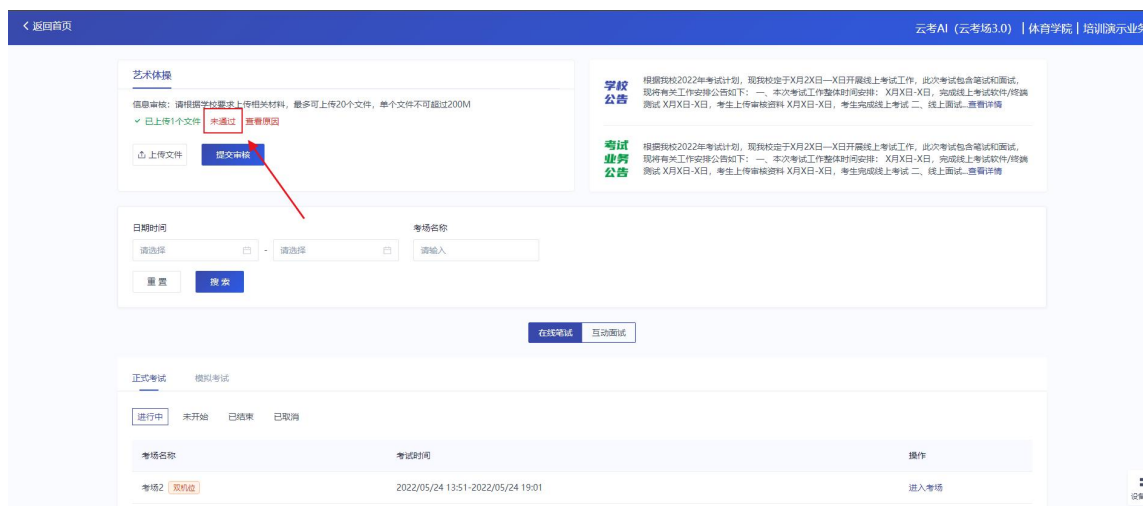 返回首页
云考AI（云考场3.0）
体育学院
培训演示业务
艺术体操
信息审核：请根据学校要求上传相关材料，最多可上传20个文件，单个文件不可超过200M
已上传1个文件 未通过 查看原因
上传文件
提交审核
学校
公告
根据我校2022年考试计划，现我校定于X月2X日—X日开展线上考试工作，此次考试包含笔试和面试，
现将有关工作安排公告如下： 一、本次考试工作整体时间安排： X月X日-X日，完成线上考试软件/终端
测试 X月X日-X日，考生上传审核资料 X月X日-X日，考生完成线上考试 二、线上面试...查看详情
考试
业务
公告
根据我校2022年考试计划，现我校定于X月2X日—X日开展线上考试工作，此次考试包含笔试和面试，
现将有关工作安排公告如下： 一、本次考试工作整体时间安排： X月X日-X日，完成线上考试软件/终端
测试 X月X日-X日，考生上传审核资料 X月X日-X日，考生完成线上考试 二、线上面试...查看详情
日期时间
考场名称
请选择 - 请选择
请输入
重置
搜索
在线笔试
互动面试
正式考试
模拟考试
进行中
未开始
已结束
已取消
考场名称
考试时间
操作
考场2 双机位
2022/05/24 13:51-2022/05/24 19:01
进入考场